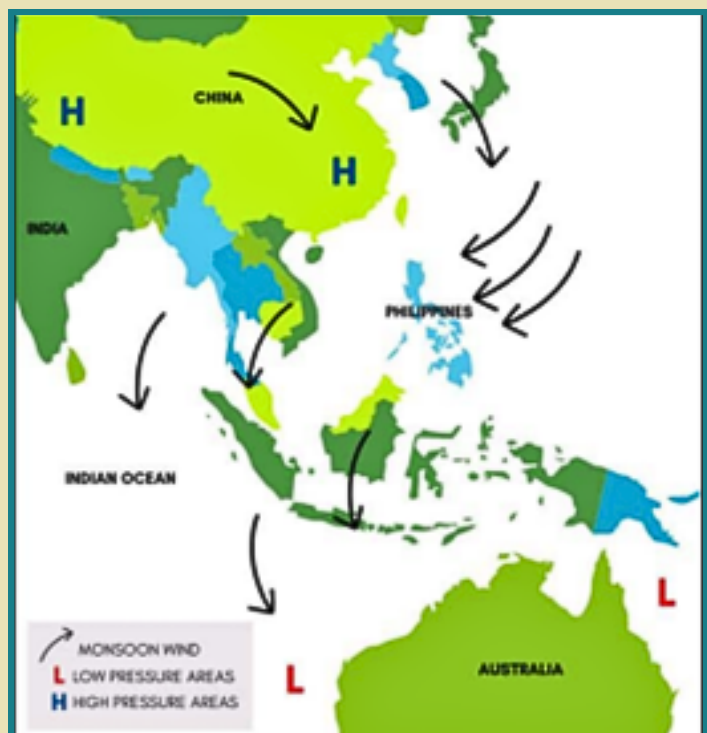 H
CHINA
H
INDIA
PHILIPPINES
INDIAN OCEAN
L
L
AUSTRALIA
MONSOON WIND
L LOW PRESSURE AREAS
H HIGH PRESSURE AREAS